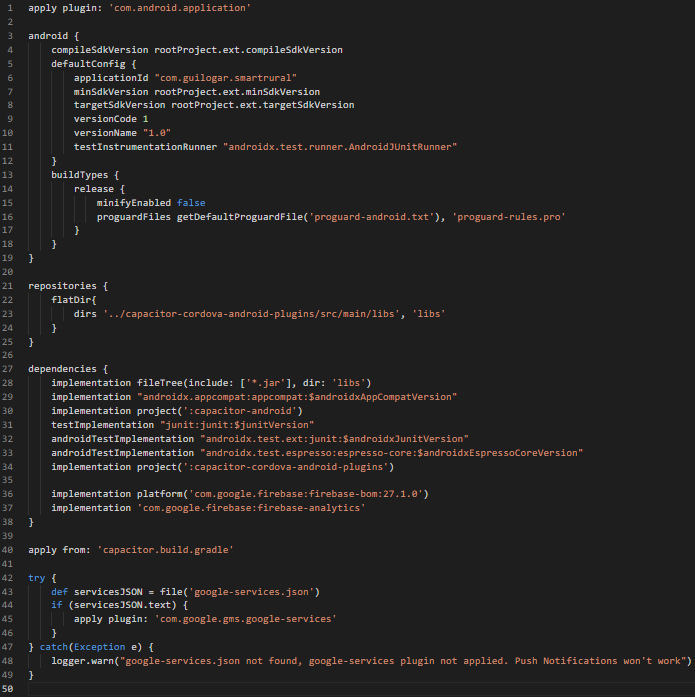 1 apply plugin: 'com.android.application'
2
3 android {
4     compileSdkVersion rootProject.ext.compileSdkVersion
5     defaultConfig {
6         applicationId "com.guilogar.smartrural"
7         minSdkVersion rootProject.ext.minSdkVersion
8         targetSdkVersion rootProject.ext.targetSdkVersion
9         versionCode 1
10         versionName "1.0"
11         testInstrumentationRunner "androidx.test.runner.AndroidJUnitRunner"
12     }
13     buildTypes {
14         release {
15             minifyEnabled false
16             proguardFiles getDefaultProguardFile('proguard-android.txt'), 'proguard-rules.pro'
17         }
18     }
19 }
20
21 repositories {
22     flatDir{
23         dirs '../capacitor-cordova-android-plugins/src/main/libs', 'libs'
24     }
25 }
26
27 dependencies {
28     implementation fileTree(include: ['*.jar'], dir: 'libs')
29     implementation "androidx.appcompat:appcompat:$androidxAppCompatVersion"
30     implementation project(':capacitor-android')
31     testImplementation "junit:junit:$junitVersion"
32     androidTestImplementation "androidx.test.ext:junit:$androidxJunitVersion"
33     androidTestImplementation "androidx.test.espresso:espresso-core:$androidxEspressoCoreVersion"
34     implementation project(':capacitor-cordova-android-plugins')
35
36     implementation platform('com.google.firebase:firebase-bom:27.1.0')
37     implementation 'com.google.firebase:firebase-analytics'
38 }
39
40 apply from: 'capacitor.build.gradle'
41
42 try {
43     def servicesJSON = file('google-services.json')
44     if (servicesJSON.text) {
45         apply plugin: 'com.google.gms.google-services'
46     }
47 } catch(Exception e) {
48     logger.warn("google-services.json not found, google-services plugin not applied. Push Notifications won't work")
49 }
50